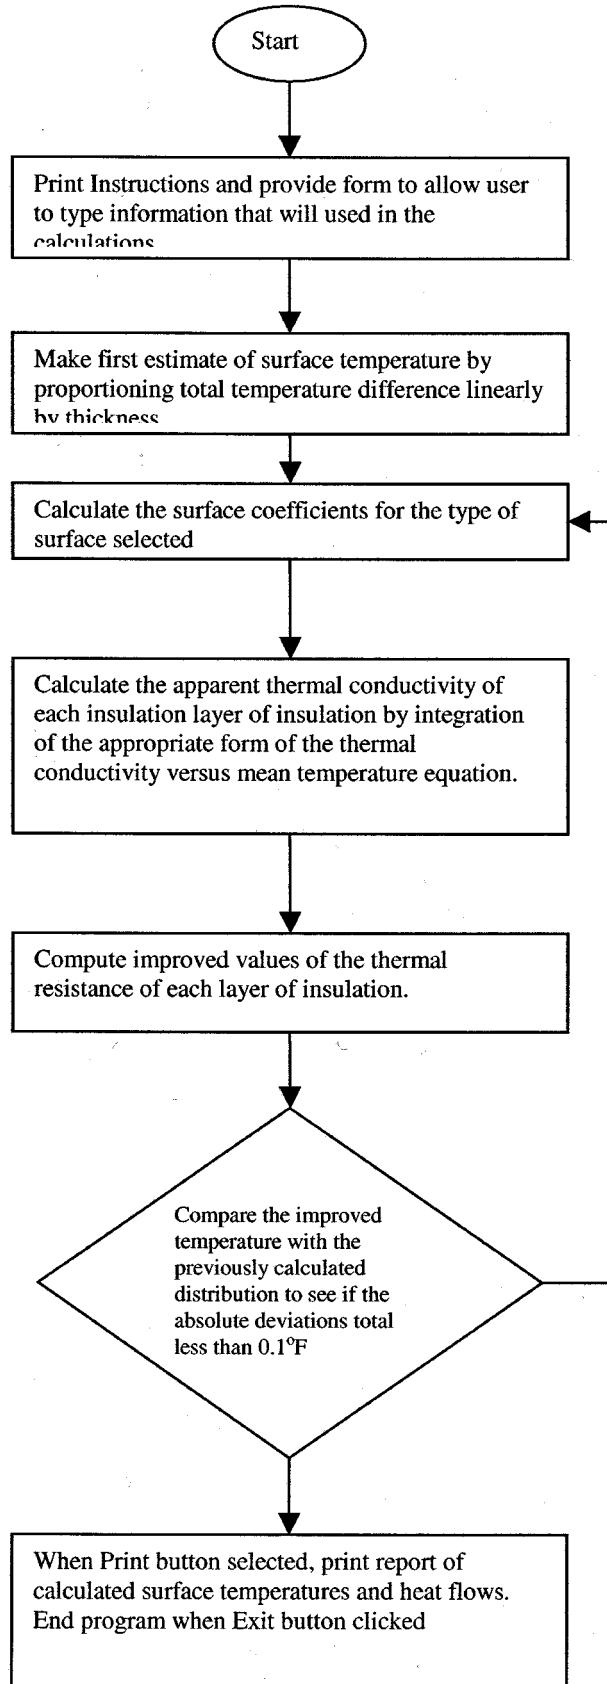 Start
Print Instructions and provide form to allow user
to type information that will used in the
calculations
Make first estimate of surface temperature by
proportioning total temperature difference linearly
by thickness
Calculate the surface coefficients for the type of
surface selected
Calculate the apparent thermal conductivity of
each insulation layer of insulation by integration
of the appropriate form of the thermal
conductivity versus mean temperature equation.
Compute improved values of the thermal
resistance of each layer of insulation.
Compare the improved
temperature with the
previously calculated
distribution to see if the
absolute deviations total
less than 0.1°F
When Print button selected, print report of
calculated surface temperatures and heat flows.
End program when Exit button clicked